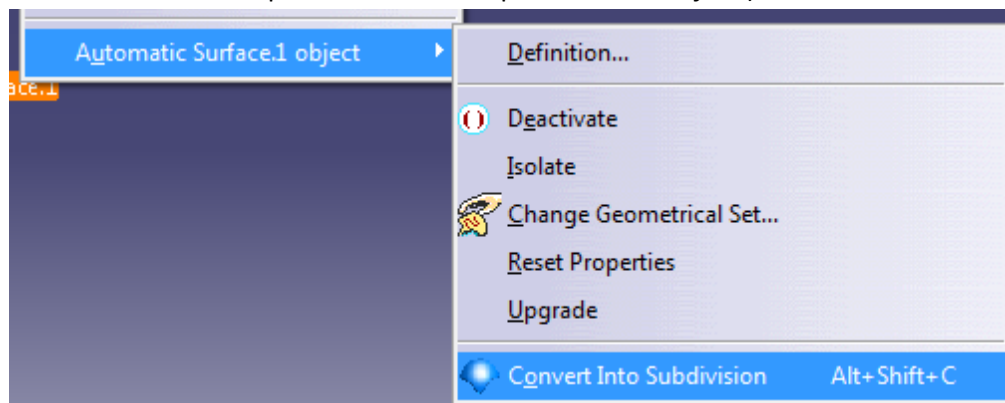 Automatic Surface.1 object
Definition...
ace.1
Deactivate
Isolate
Change Geometrical Set...
Reset Properties
Upgrade
Convert Into Subdivision Alt+Shift+C